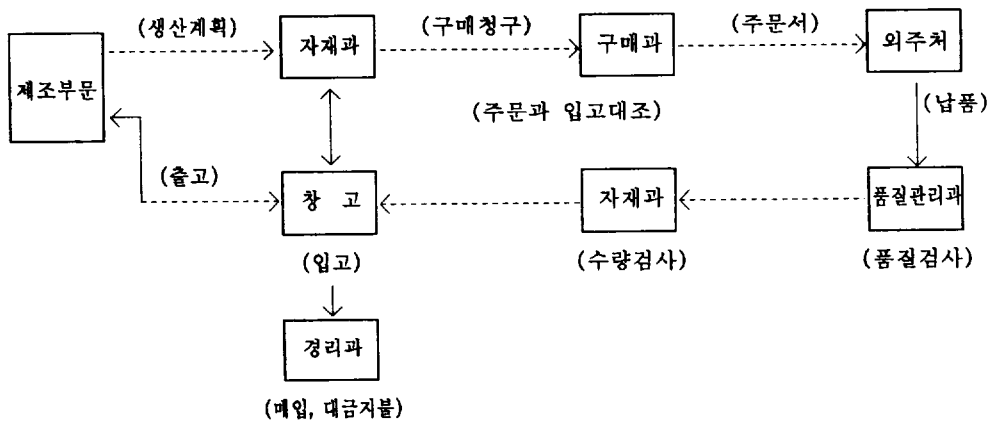 (생산계획)
(구매청구)
(주문서)
제조부문
자재과
구매과
외주처
(주문과 입고대조)
(납품)
(출고)
창 고
자재과
품질관리과
(입고)
(수량검사)
(품질검사)
경리과
(매입, 대금지불)